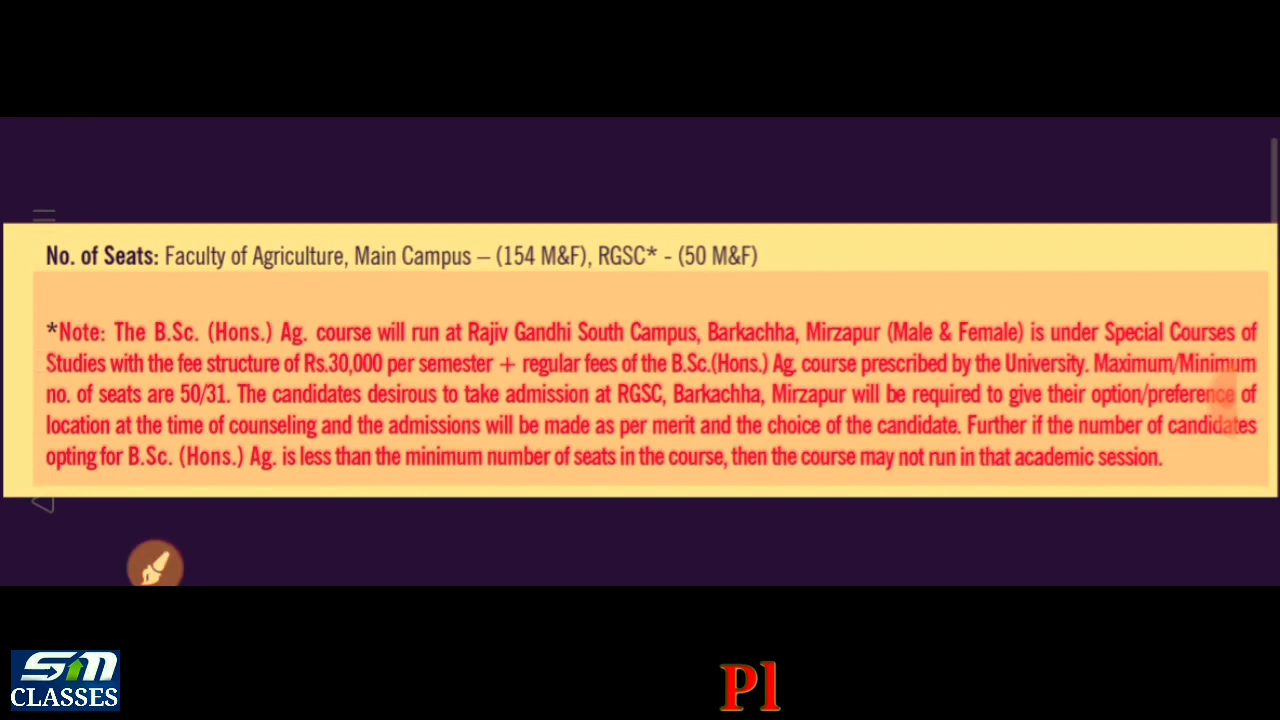 No. of Seats: Faculty of Agriculture, Main Campus – (154 M&F), RGSC* - (50 M&F)
*Note: The B.Sc. (Hons.) Ag. course will run at Rajiv Gandhi South Campus, Barkachha, Mirzapur (Male & Female) is under Special Courses of
Studies with the fee structure of Rs.30,000 per semester + regular fees of the B.Sc.(Hons.) Ag. course prescribed by the University. Maximum/Minimum
no. of seats are 50/31. The candidates desirous to take admission at RGSC, Barkachha, Mirzapur will be required to give their option/preference of
location at the time of counseling and the admissions will be made as per merit and the choice of the candidate. Further if the number of candidates
opting for B.Sc. (Hons.) Ag. is less than the minimum number of seats in the course, then the course may not run in that academic session.
SM
CLASSES
Pl